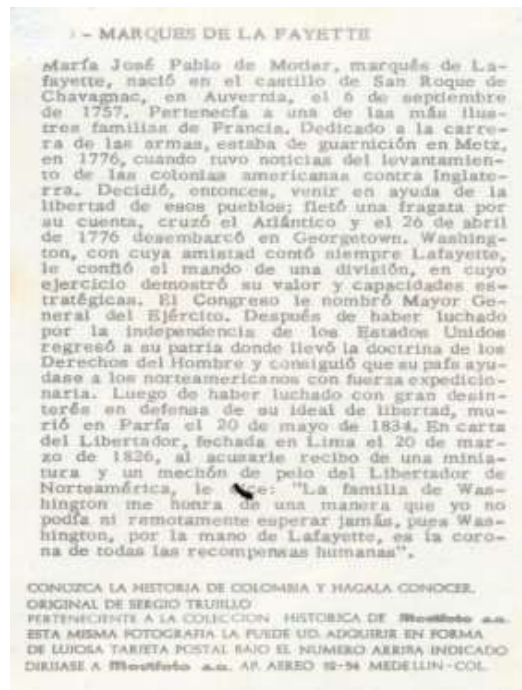 - MARQUES DE LA FAYETTE
María José Pablo de Motier, marqués de La-
fayette, nació en el castillo de San Roque de
Chavagnac, en Auvernia, el 6 de septiembre
de 1757. Pertenecía a una de las más ilus-
tres familias de Francia. Dedicado a la carre-
ra de las armas, estaba de guarnición en Metz,
en 1776, cuando tuvo noticias del levantamien-
to de las colonias americanas contra Inglate-
rra. Decidió, entonces, venir en ayuda de la
libertad de esos pueblos; fletó una fragata por
su cuenta, cruzó el Atlántico y el 26 de abril
de 1776 desembarcó en Georgetown. Washing-
ton, con cuya amistad contó siempre Lafayette,
le confió el mando de una división, en cuyo
ejercicio demostró su valor y capacidades es-
tratégicas. El Congreso le nombró Mayor Ge-
neral del Ejército. Después de haber luchado
por la independencia de los Estados Unidos
regresó a su patria donde llevó la doctrina de los
Derechos del Hombre y consiguió que su país ayu-
dase a los norteamericanos con fuerza expedicio-
naria. Luego de haber luchado con gran desin-
terés en defensa de su ideal de libertad, mu-
rió en París el 20 de mayo de 1834. En carta
del Libertador, fechada en Lima el 20 de mar-
zo de 1826, al acusarle recibo de una minia-
tura y un mechón de pelo del Libertador de
Norteamérica, le : "La familia de Was-
hington me honra de una manera que yo no
podía ni remotamente esperar jamás, pues Was-
hington, por la mano de Lafayette, es la coro-
na de todas las recompensas humanas".
CONOZCA LA HISTORIA DE COLOMBIA Y HAGALA CONOCER.
ORIGINAL DE SERGIO TRUJILLO
PERTENECIENTE A LA COLECCION HISTORICA DE Mostifoto s.a.
ESTA MISMA FOTOGRAFIA LA PUEDE UD. ADQUIRIR EN FORMA
DE LUJOSA TARJETA POSTAL BAJO EL NUMERO ARRIBA INDICADO
DIRIJASE A Mostifoto s.a. AP. AEREO 52-94 MEDELLIN-COL.